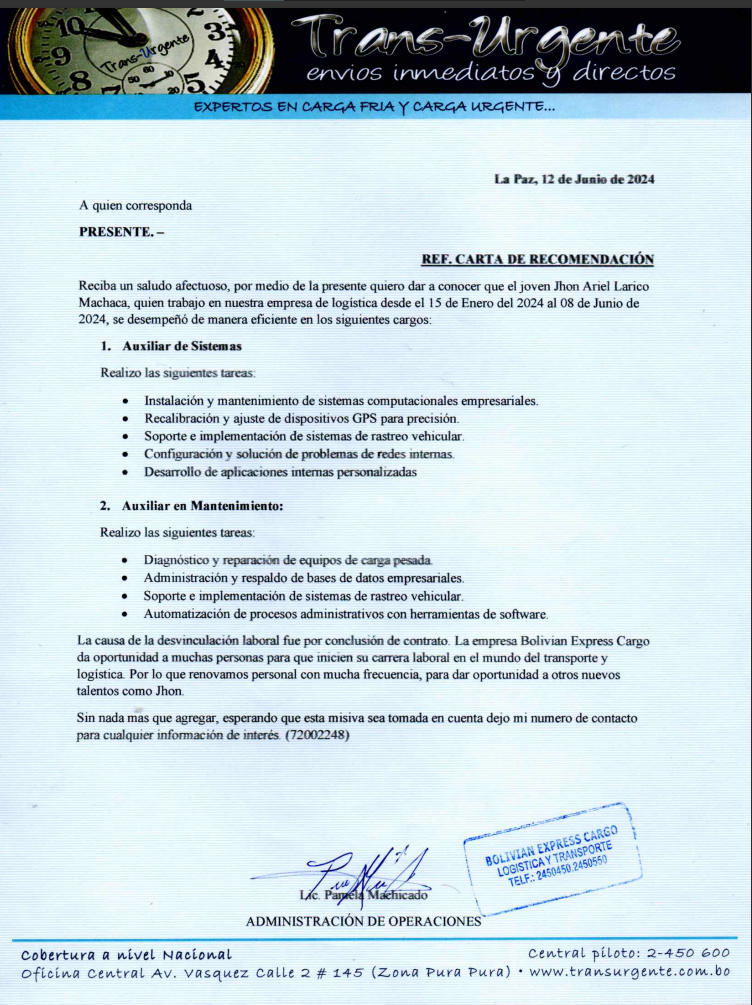 10
9
8
7
5
4
3
60
50
10
20
Trans-Urgente
Trans-Urgente
envios inmediatos y directos
EXPERTOS EN CARGA FRIA Y CARGA URGENTE...
La Paz, 12 de Junio de 2024
A quien corresponda
PRESENTE. –
REF. CARTA DE RECOMENDACIÓN
Reciba un saludo afectuoso, por medio de la presente quiero dar a conocer que el joven Jhon Ariel Larico
Machaca, quien trabajo en nuestra empresa de logística desde el 15 de Enero del 2024 al 08 de Junio de
2024, se desempeñó de manera eficiente en los siguientes cargos:
1. Auxiliar de Sistemas
Realizo las siguientes tareas:
• Instalación y mantenimiento de sistemas computacionales empresariales.
• Recalibración y ajuste de dispositivos GPS para precisión.
• Soporte e implementación de sistemas de rastreo vehicular.
• Configuración y solución de problemas de redes internas.
• Desarrollo de aplicaciones internas personalizadas
2. Auxiliar en Mantenimiento:
Realizo las siguientes tareas:
• Diagnóstico y reparación de equipos de carga pesada.
• Administración y respaldo de bases de datos empresariales.
• Soporte e implementación de sistemas de rastreo vehicular.
• Automatización de procesos administrativos con herramientas de software.
La causa de la desvinculación laboral fue por conclusión de contrato. La empresa Bolivian Express Cargo
da oportunidad a muchas personas para que inicien su carrera laboral en el mundo del transporte y
logística. Por lo que renovamos personal con mucha frecuencia, para dar oportunidad a otros nuevos
talentos como Jhon.
Sin nada mas que agregar, esperando que esta misiva sea tomada en cuenta dejo mi numero de contacto
para cualquier información de interés. (72002248)
BOLIVIAN EXPRESS CARGO
LOGISTICA Y TRANSPORTE
TELF.: 2450450 2450550
Lic. Pamela Machicado
ADMINISTRACIÓN DE OPERACIONES
Cobertura a nivel Nacional
Central piloto: 2-450 600
Oficina Central Av. Vasquez Calle 2 # 145 (Zona Pura Pura) • www.transurgente.com.bo